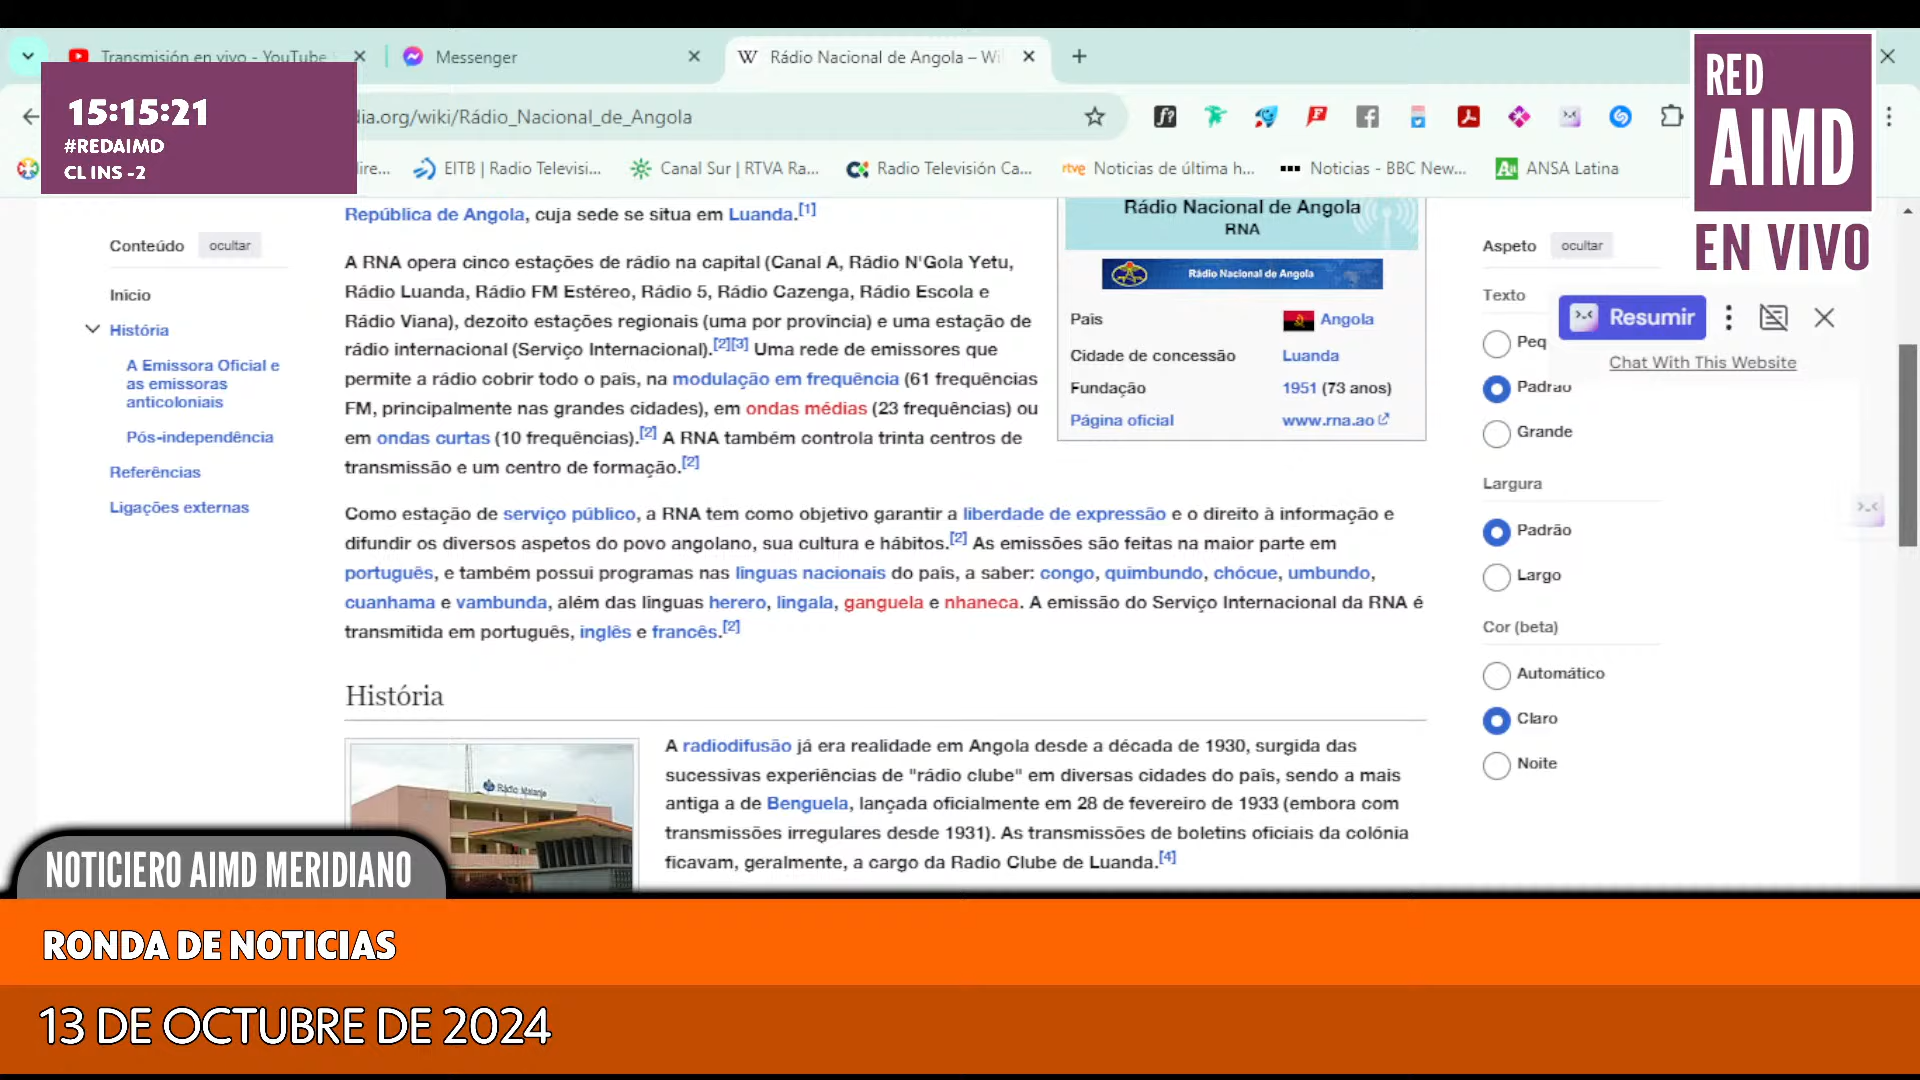 Transmisión en vivo - YouTube
Messenger
Rádio Nacional de Angola – Wi
15:15:21
#REDAIMD
CL INS -2
dia.org/wiki/Rádio_Nacional_de_Angola
RED
AIMD
EN VIVO
ire...
EITB | Radio Televisi...
Canal Sur | RTVA Ra...
Radio Televisión Ca...
rtve Noticias de última h...
Noticias - BBC New...
ANSA Latina
Conteúdo ocultar
Início
História
A Emissora Oficial e
as emissoras
anticoloniais
Pós-independência
Referências
Ligações externas
República de Angola, cuja sede se situa em Luanda.[1]
A RNA opera cinco estações de rádio na capital (Canal A, Rádio N'Gola Yetu,
Rádio Luanda, Rádio FM Estéreo, Rádio 5, Rádio Cazenga, Rádio Escola e
Rádio Viana), dezoito estações regionais (uma por província) e uma estação de
rádio internacional (Serviço Internacional).[2][3] Uma rede de emissores que
permite a rádio cobrir todo o país, na modulação em frequência (61 frequências
FM, principalmente nas grandes cidades), em ondas médias (23 frequências) ou
em ondas curtas (10 frequências).[2] A RNA também controla trinta centros de
transmissão e um centro de formação.[2]
Rádio Nacional de Angola
RNA
Rádio Nacional de Angola
País Angola
Cidade de concessão Luanda
Fundação 1951 (73 anos)
Página oficial www.rna.ao
Como estação de serviço público, a RNA tem como objetivo garantir a liberdade de expressão e o direito à informação e
difundir os diversos aspetos do povo angolano, sua cultura e hábitos.[2] As emissões são feitas na maior parte em
português, e também possui programas nas línguas nacionais do país, a saber: congo, quimbundo, chócue, umbundo,
cuanhama e vambunda, além das línguas herero, lingala, ganguela e nhaneca. A emissão do Serviço Internacional da RNA é
transmitida em português, inglês e francês.[2]
História
Rádio Malanje
A radiodifusão já era realidade em Angola desde a década de 1930, surgida das
sucessivas experiências de "rádio clube" em diversas cidades do país, sendo a mais
antiga a de Benguela, lançada oficialmente em 28 de fevereiro de 1933 (embora com
transmissões irregulares desde 1931). As transmissões de boletins oficiais da colónia
ficavam, geralmente, a cargo da Radio Clube de Luanda.[4]
Aspeto ocultar
Texto
Peq
Padrão
Grande
Largura
Padrão
Largo
Cor (beta)
Automático
Claro
Noite
Resumir
Chat With This Website
NOTICIERO AIMD MERIDIANO
RONDA DE NOTICIAS
13 DE OCTUBRE DE 2024